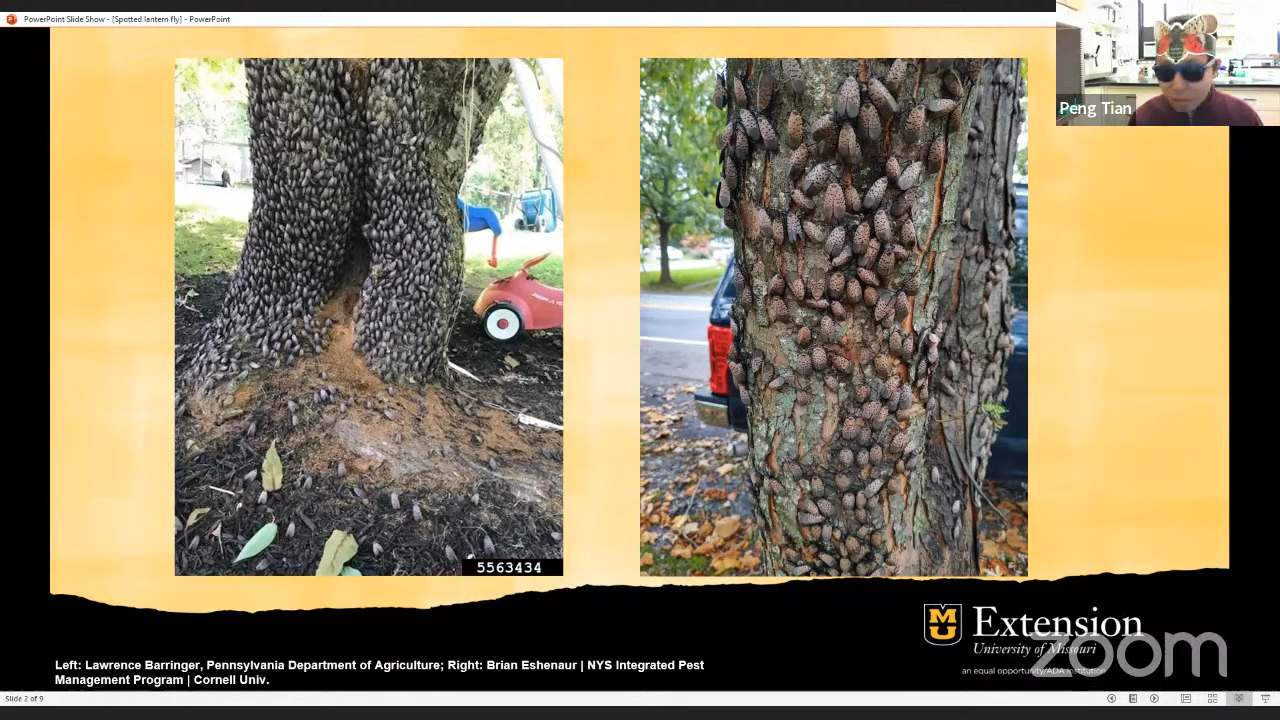 PowerPoint Slide Show - [Spotted lantern fly] - PowerPoint
Peng Tian
5563434
MU
Extension
University of Missouri
an equal opportunity/ADA institution
zoom
Left: Lawrence Barringer, Pennsylvania Department of Agriculture; Right: Brian Eshenaur | NYS Integrated Pest
Management Program | Cornell Univ.
Slide 2 of 9